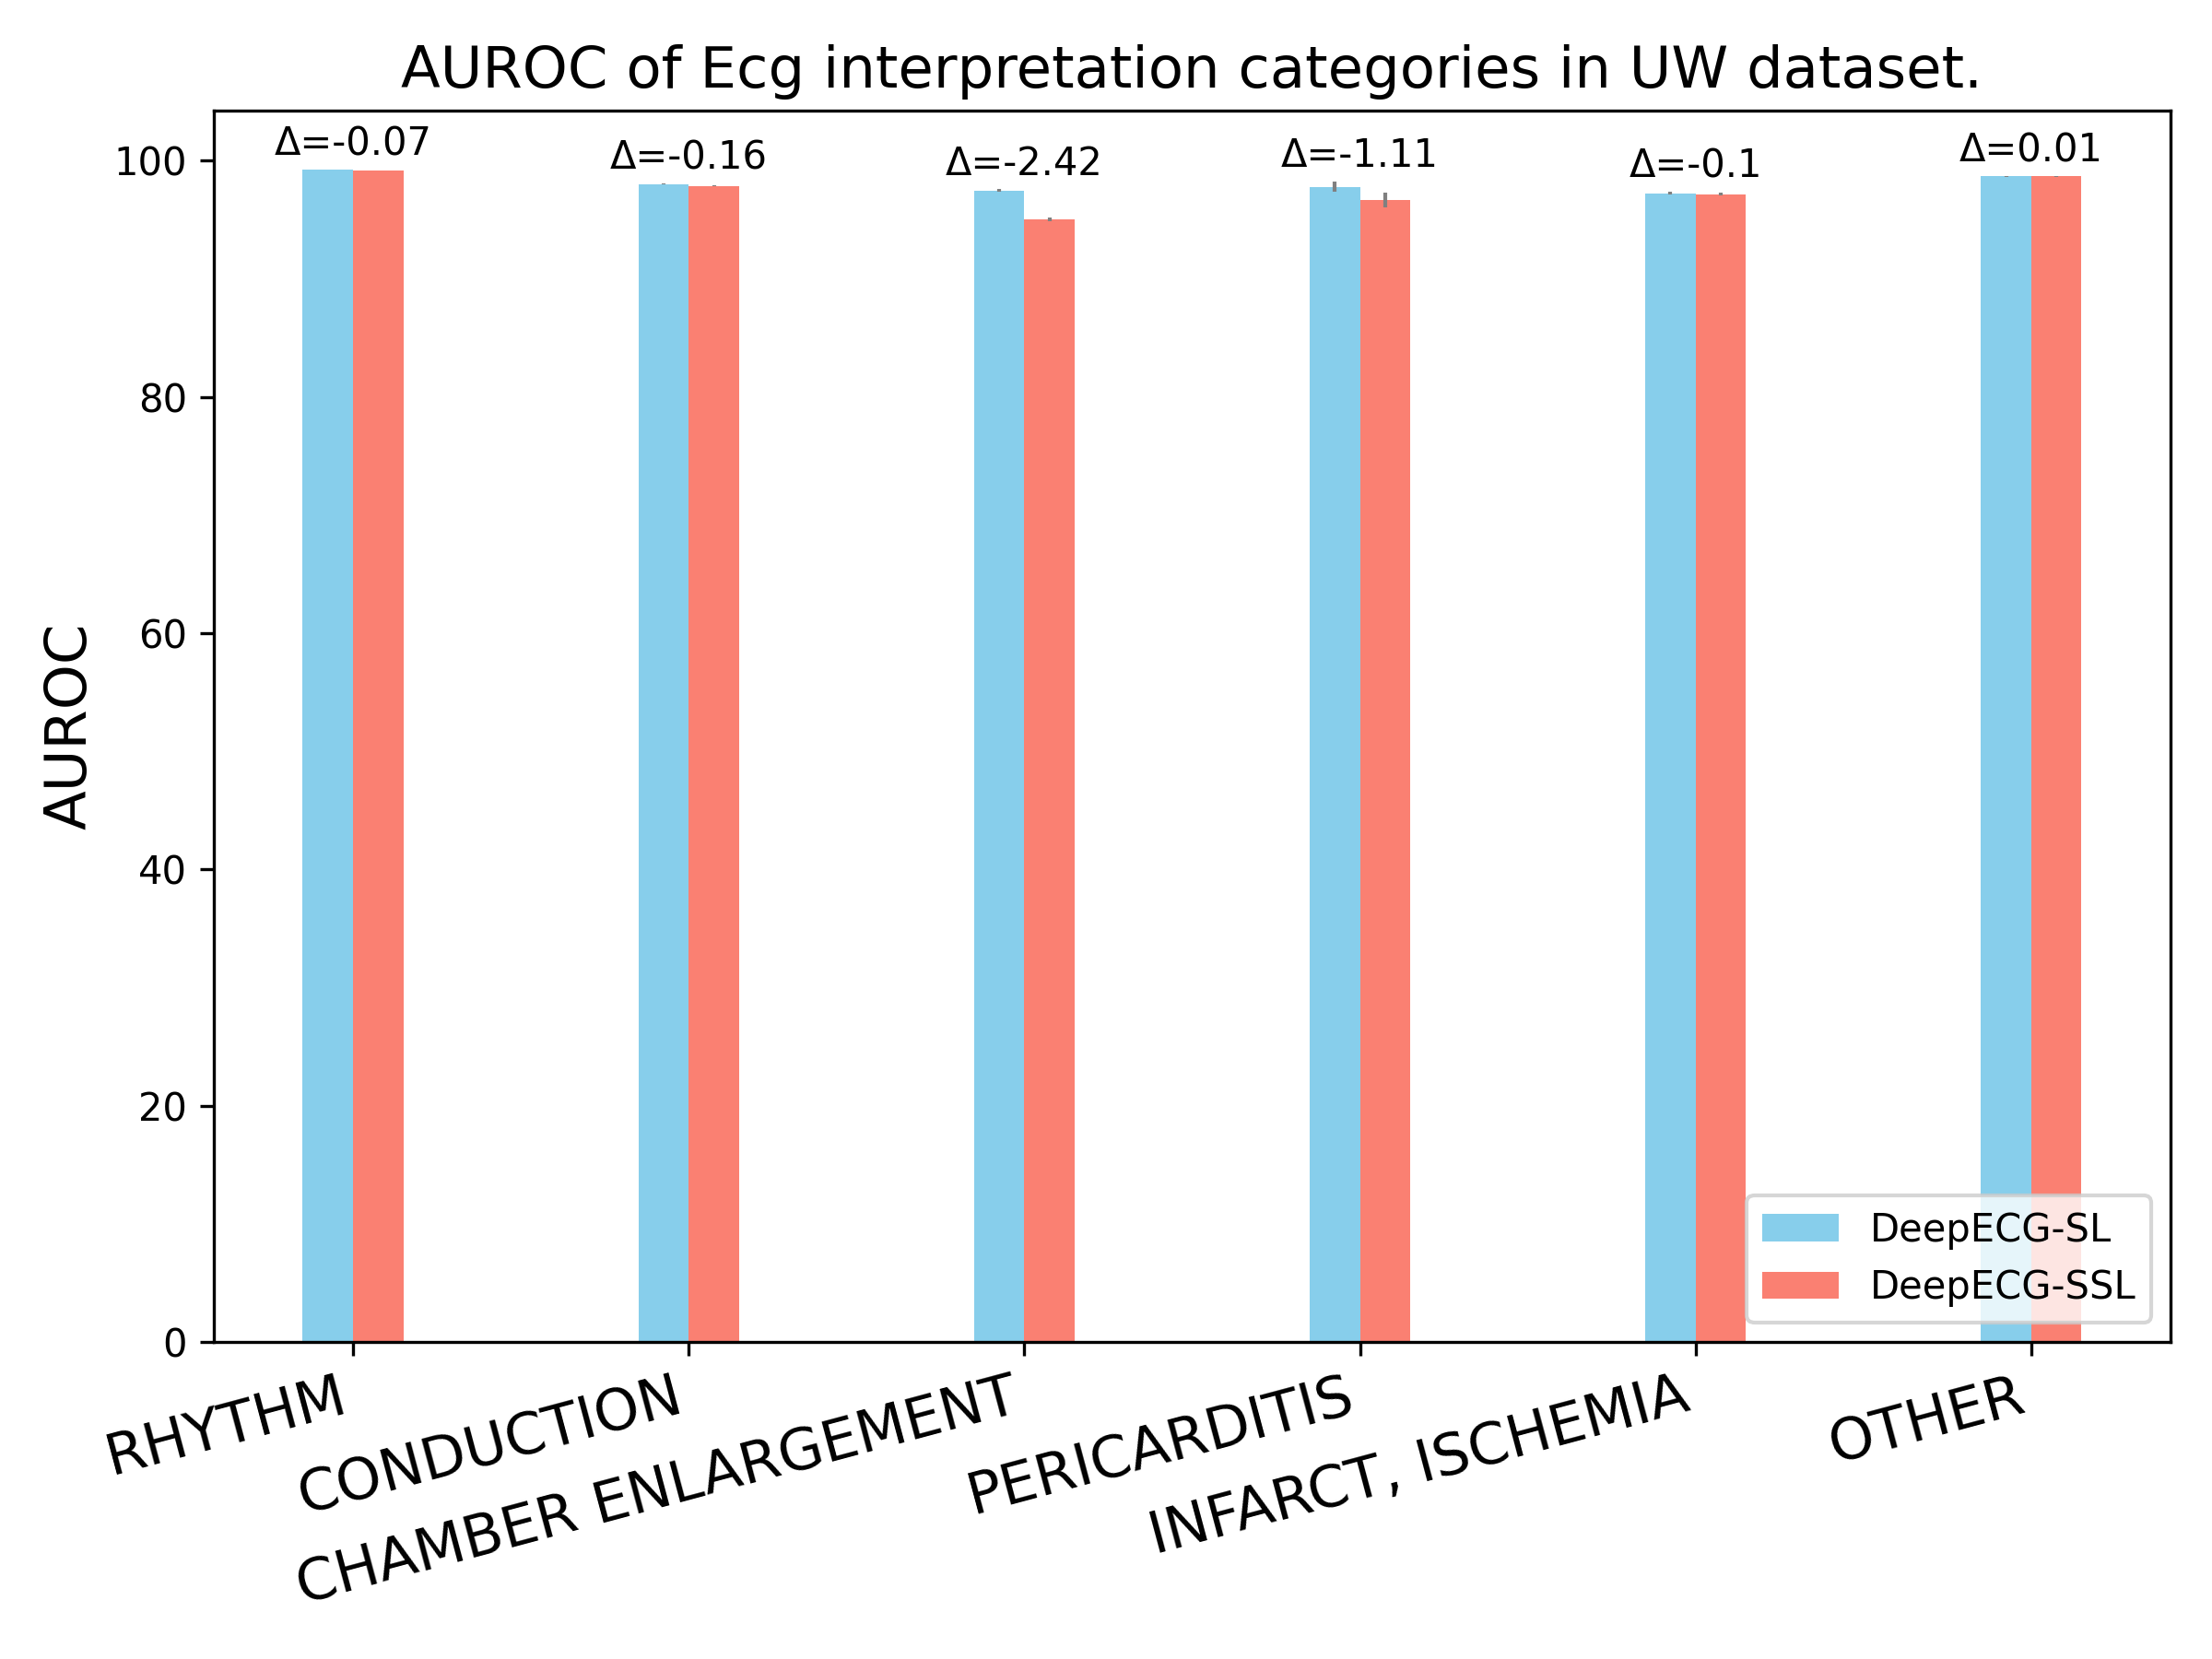 AUROC of Ecg interpretation categories in UW dataset.
Δ=-0.07
Δ=-0.16
Δ=-2.42
Δ=-1.11
Δ=-0.1
Δ=0.01
100
80
60
40
20
0
AUROC
DeepECG-SL
DeepECG-SSL
RHYTHM
CONDUCTION
CHAMBER ENLARGEMENT
PERICARDITIS
INFARCT, ISCHEMIA
OTHER